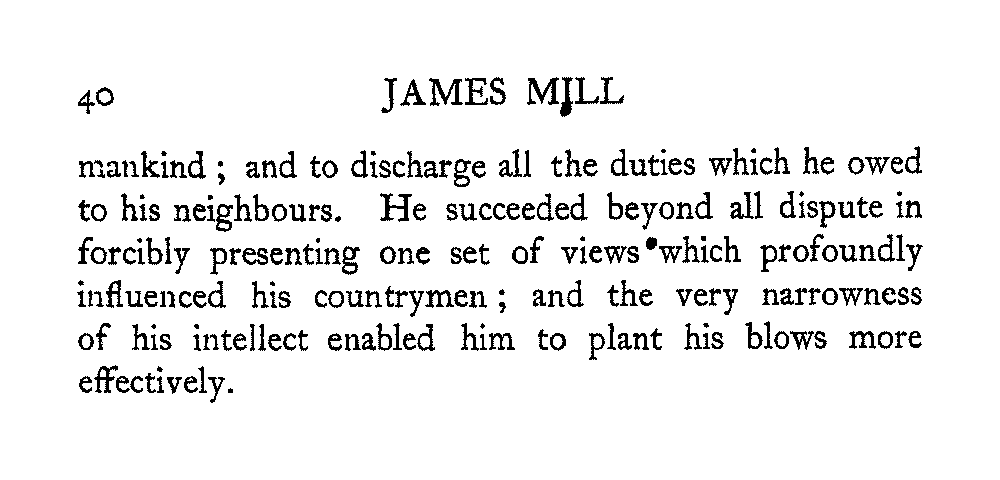 40 JAMES MILL
mankind ; and to discharge all the duties which he owed
to his neighbours. He succeeded beyond all dispute in
forcibly presenting one set of views which profoundly
influenced his countrymen ; and the very narrowness
of his intellect enabled him to plant his blows more
effectively.